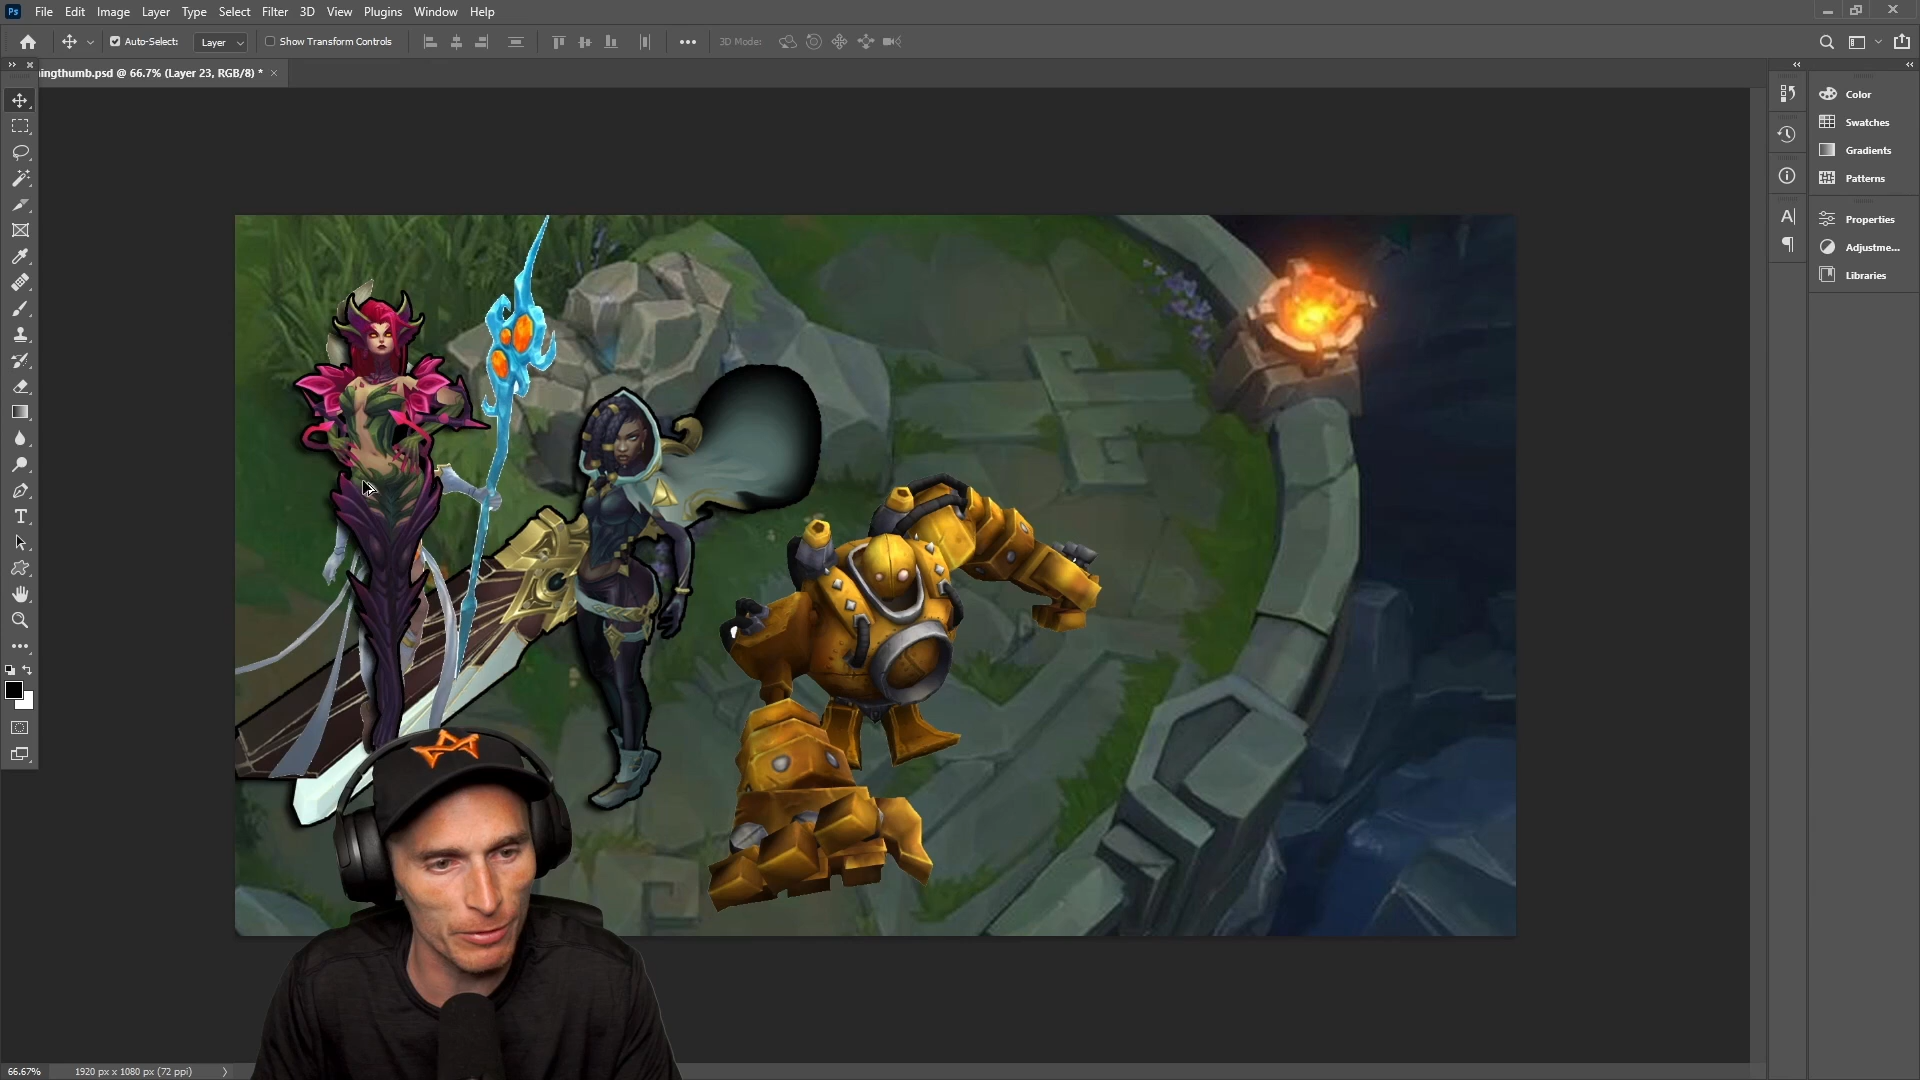 Ps File Edit Image Layer Type Select Filter 3D View Plugins Window Help
Auto-Select: Layer Show Transform Controls 3D Mode:
ingthumb.psd @ 66.7% (Layer 23, RGB/8) *
Color
Swatches
Gradients
Patterns
Properties
Adjustme...
Libraries
66.67% 1920 px x 1080 px (72 ppi)